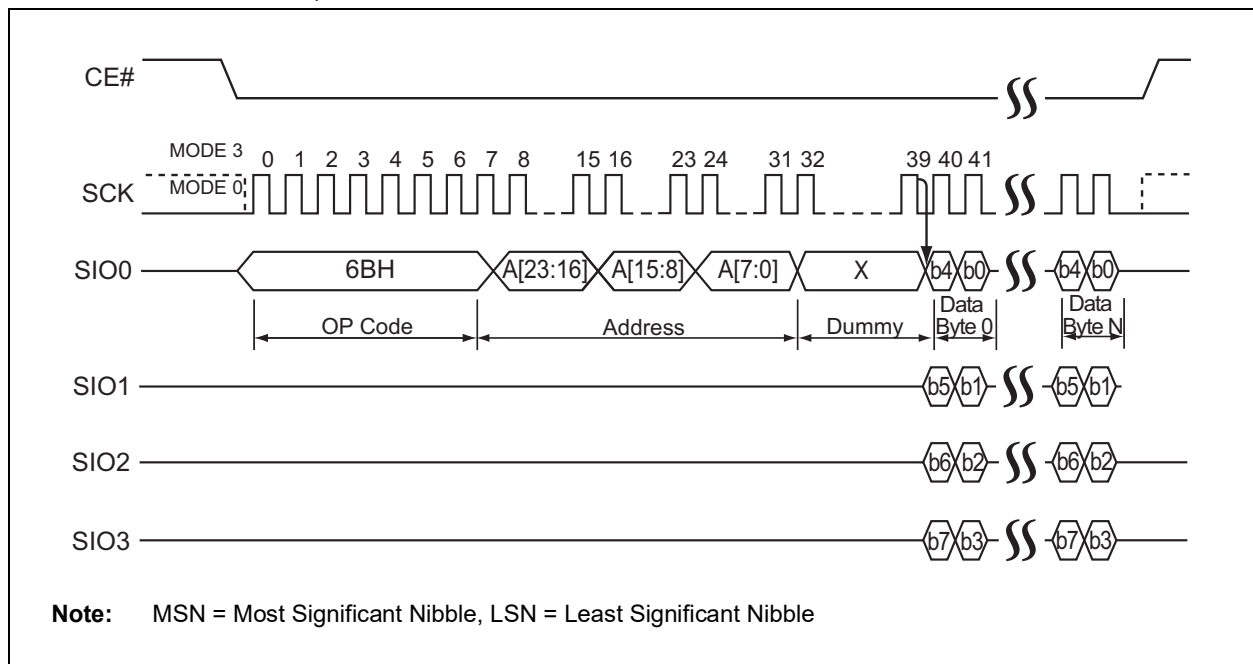 CE#
MODE 3
0 1 2 3 4 5 6 7 8 15 16 23 24 31 32 39 40 41
SCK MODE 0
SIO0 6BH A[23:16] A[15:8] A[7:0] X b4 b0 b4 b0
OP Code Address Dummy Data Byte 0 Data Byte N
SIO1 b5 b1 b5 b1
SIO2 b6 b2 b6 b2
SIO3 b7 b3 b7 b3
Note: MSN = Most Significant Nibble, LSN = Least Significant Nibble